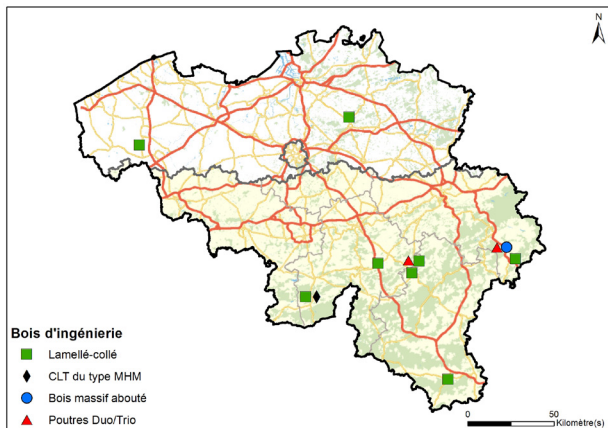 N
Bois d'ingénierie
Lamellé-collé
CLT du type MHM
Bois massif abouté
Poutres Duo/Trio
0 50
Kilomètre(s)